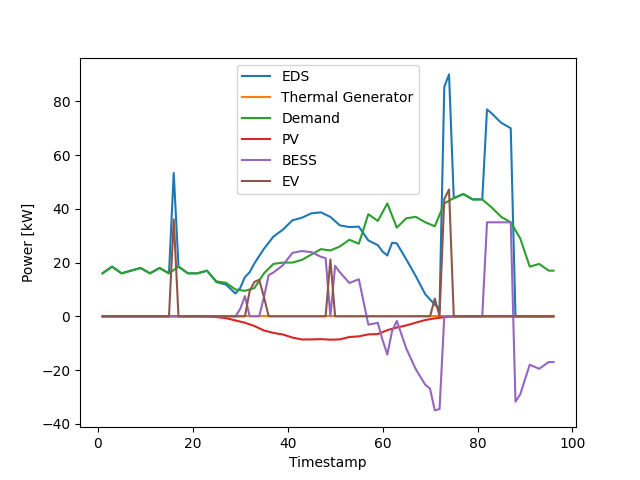 EDS
Thermal Generator
Demand
PV
BESS
EV
Power [kW]
80
60
40
20
0
−20
−40
0 20 40 60 80 100
Timestamp